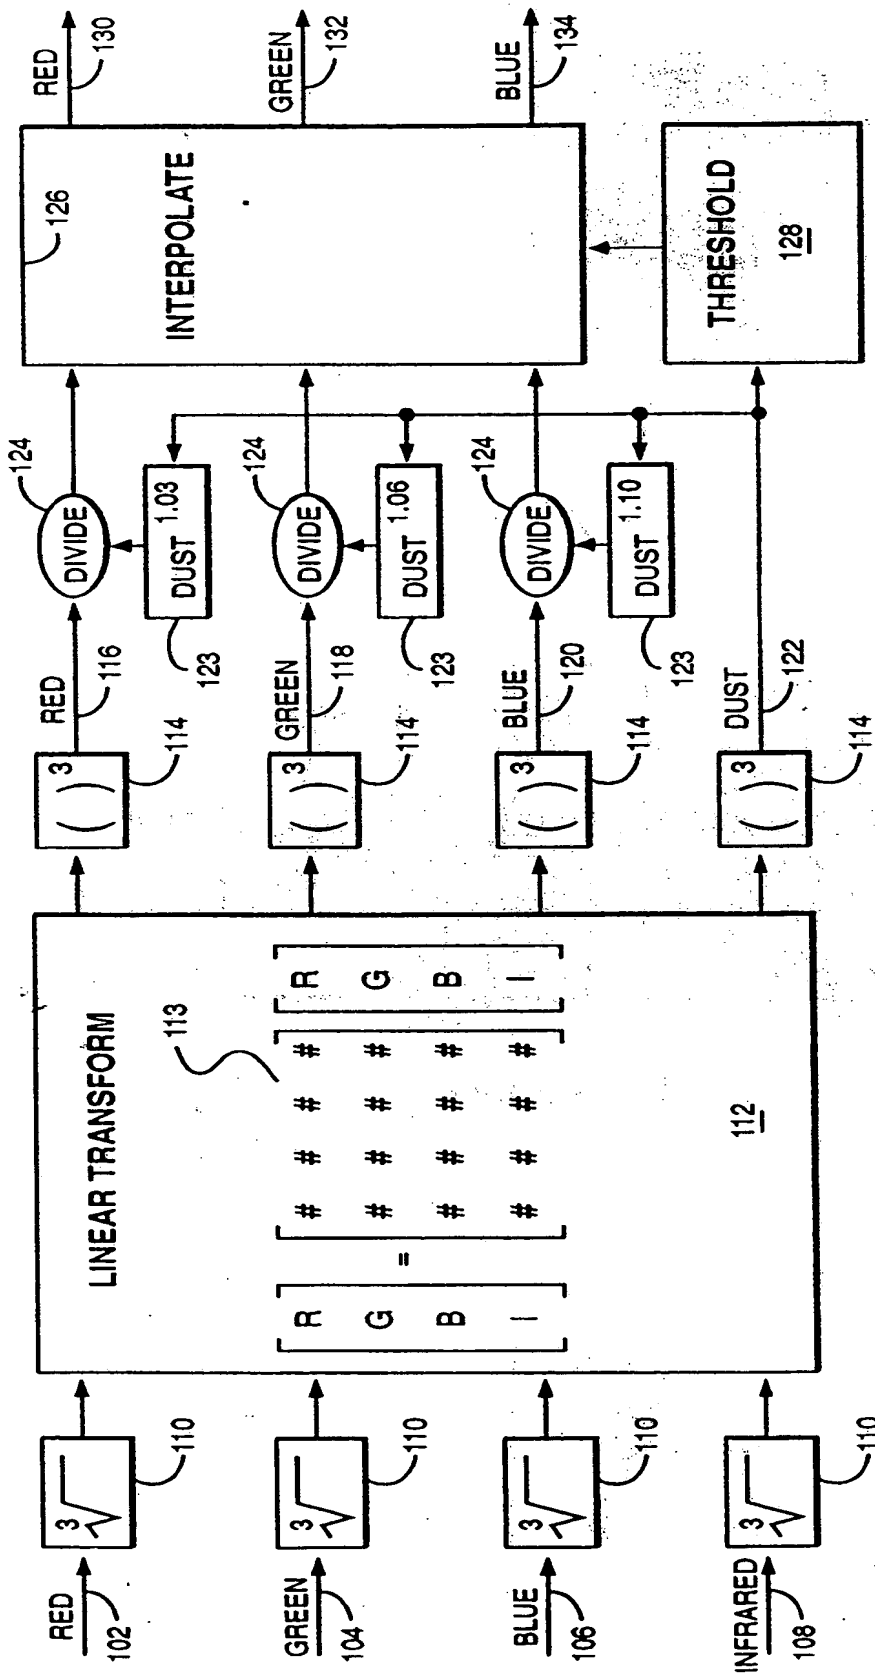 RED
102
GREEN
104
BLUE
106
INFRARED
108
3√
110
3√
110
3√
110
3√
110
LINEAR TRANSFORM
113
R
G
B
I
=
# # # #
# # # #
# # # #
# # # #
R
G
B
I
112
( )3
114
( )3
114
( )3
114
( )3
114
RED
116
GREEN
118
BLUE
120
DUST
122
DIVIDE
124
DUST 1.03
123
DIVIDE
124
DUST 1.06
123
DIVIDE
124
DUST 1.10
123
126
INTERPOLATE
THRESHOLD
128
RED
130
GREEN
132
BLUE
134